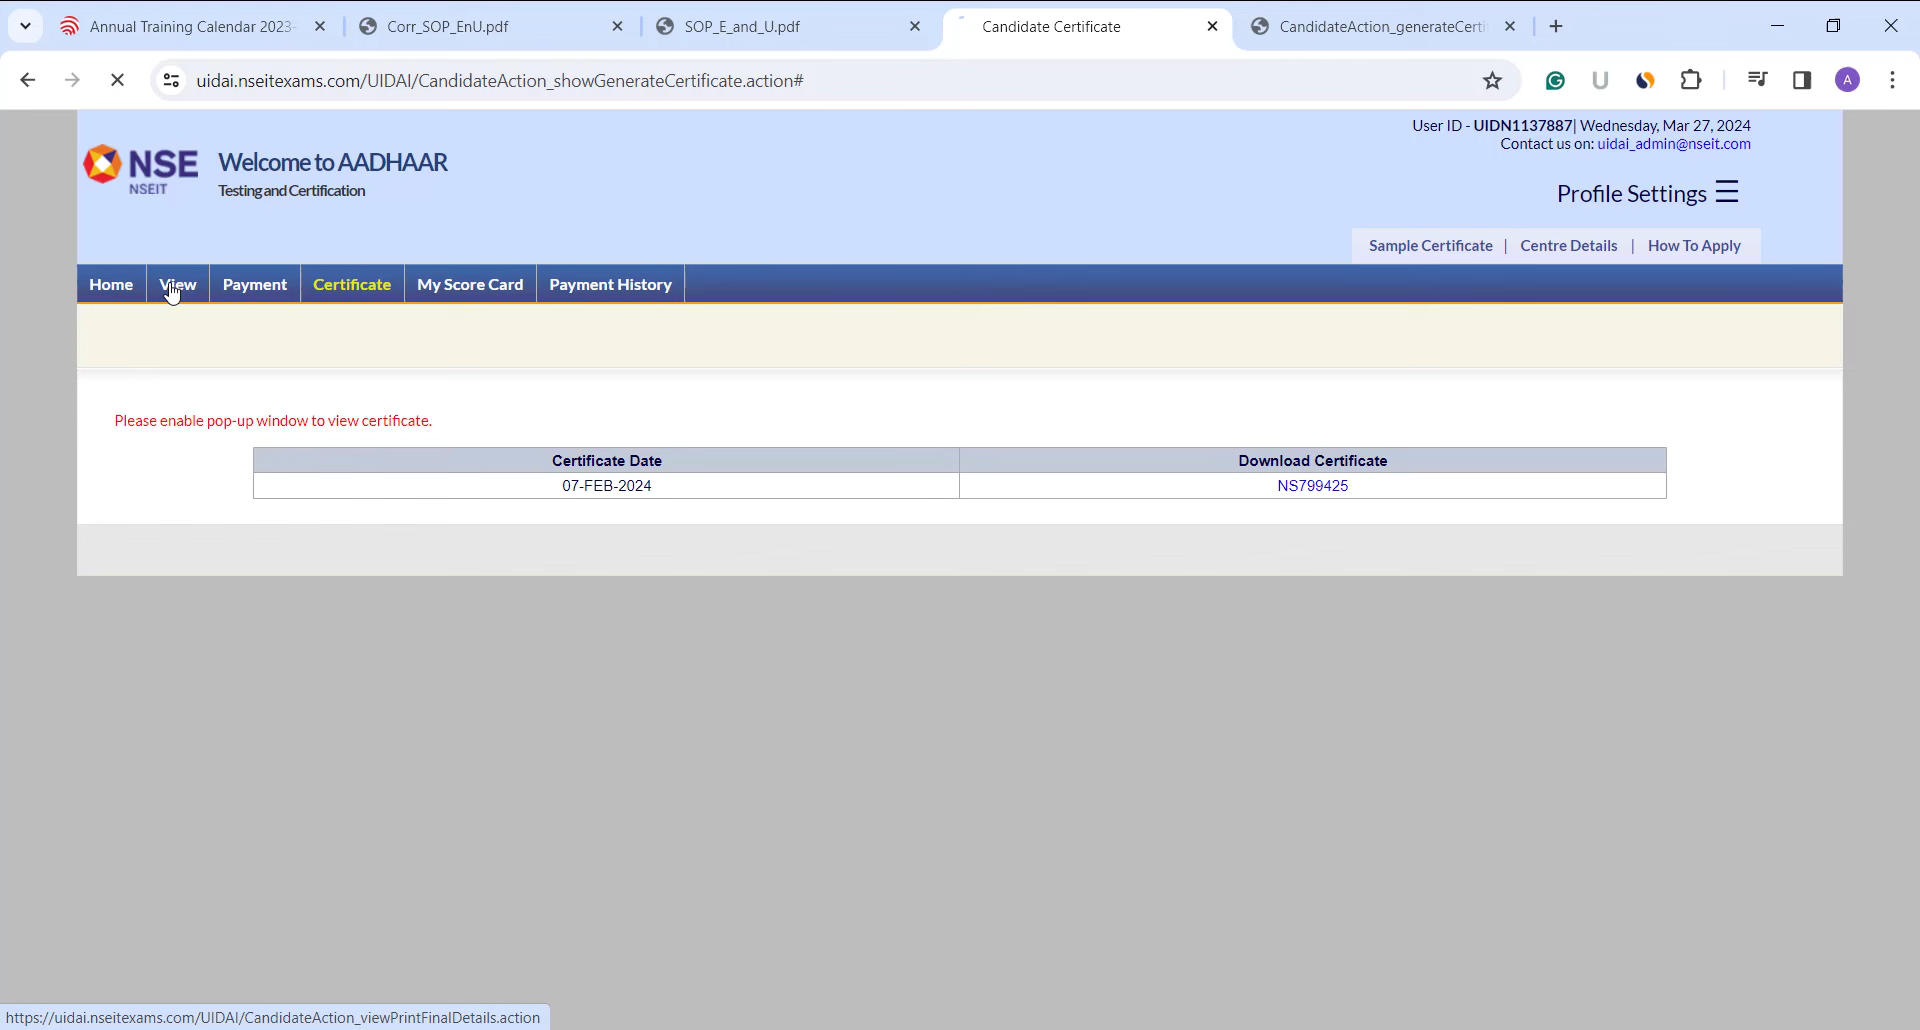 Annual Training Calendar 2023-
Corr_SOP_EnU.pdf
SOP_E_and_U.pdf
Candidate Certificate
CandidateAction_generateCerti
uidai.nseitexams.com/UIDAI/CandidateAction_showGenerateCertificate.action#
A
User ID - UIDN1137887| Wednesday, Mar 27, 2024
Contact us on: uidai_admin@nseit.com
NSE
NSEIT
Welcome to AADHAAR
Testing and Certification
Profile Settings
Sample Certificate | Centre Details | How To Apply
Home View Payment Certificate My Score Card Payment History
Please enable pop-up window to view certificate.
Certificate Date Download Certificate
07-FEB-2024 NS799425
https://uidai.nseitexams.com/UIDAI/CandidateAction_viewPrintFinalDetails.action